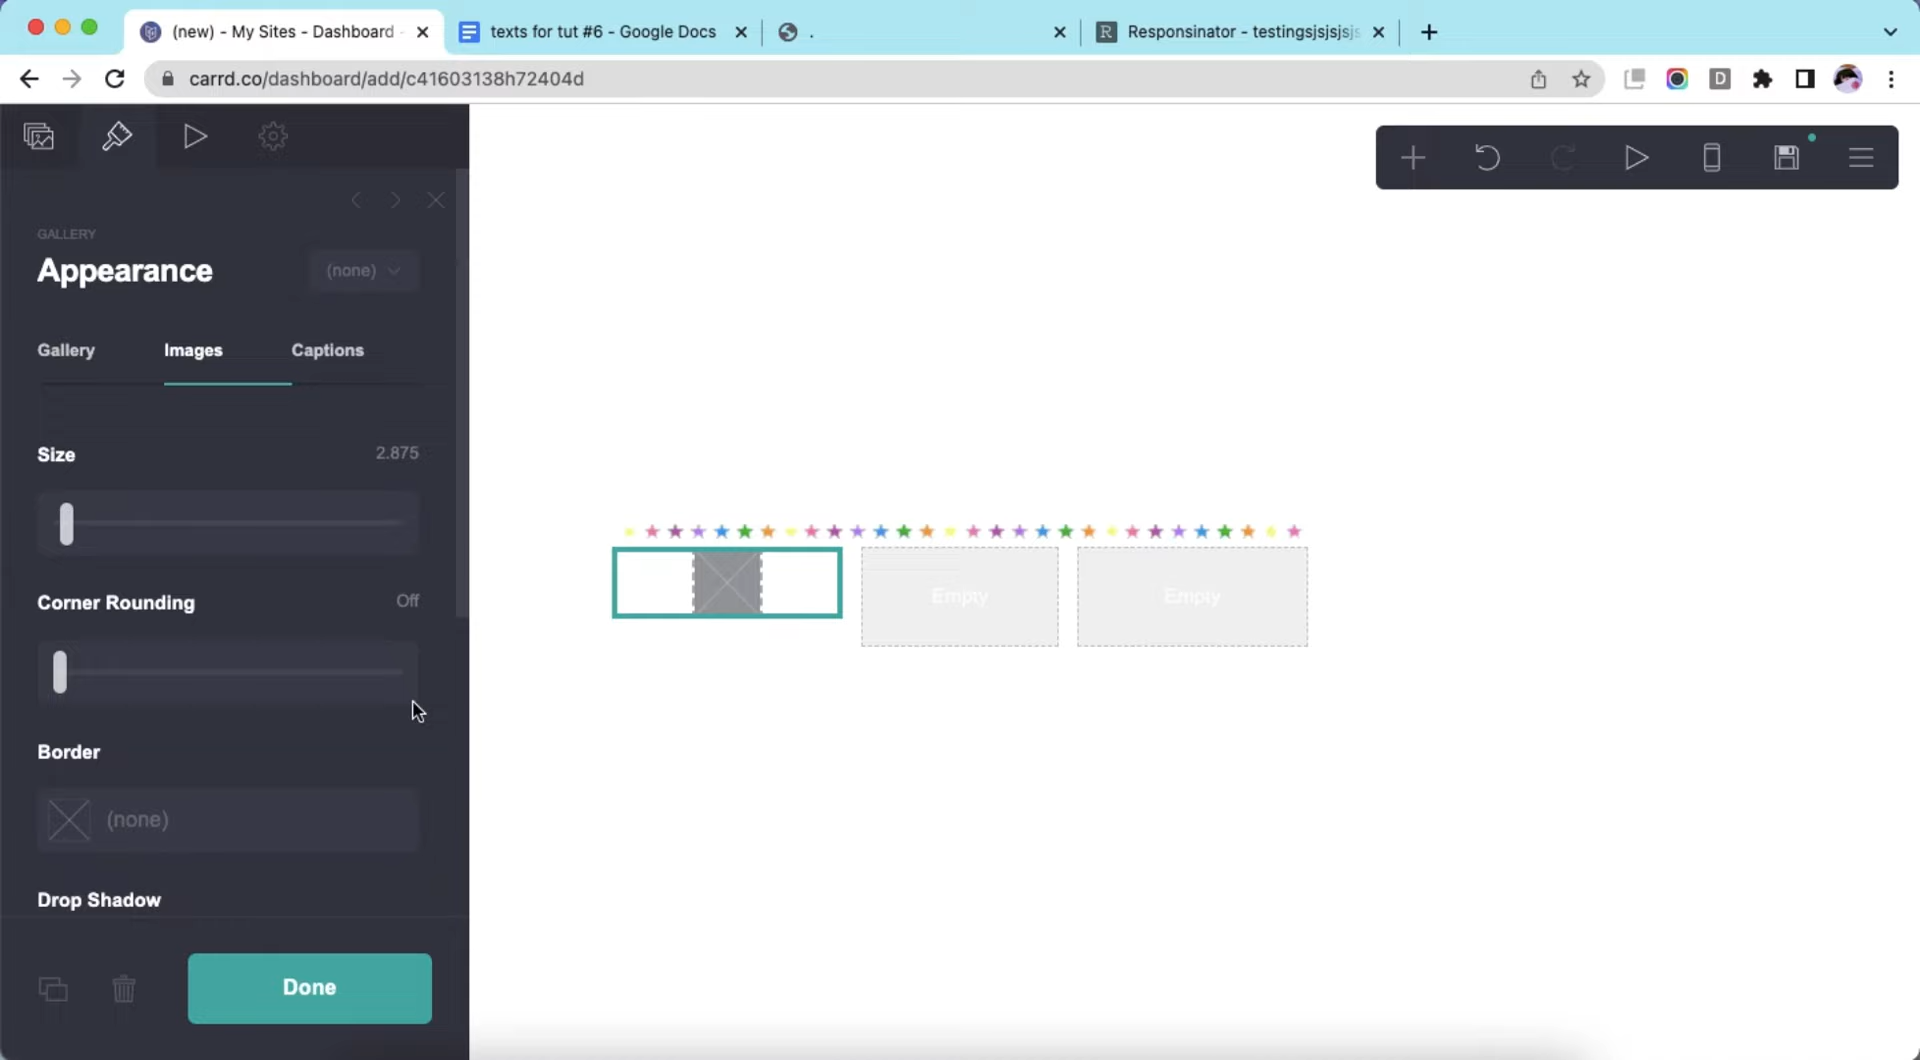 (new) - My Sites - Dashboard -
texts for tut #6 - Google Docs
.
Responsinator - testingsjsjsjsjs
carrd.co/dashboard/add/c41603138h72404d
GALLERY
Appearance
(none)
Gallery
Images
Captions
Size
2.875
Corner Rounding
Off
Border
(none)
Drop Shadow
Done
Empty
Empty